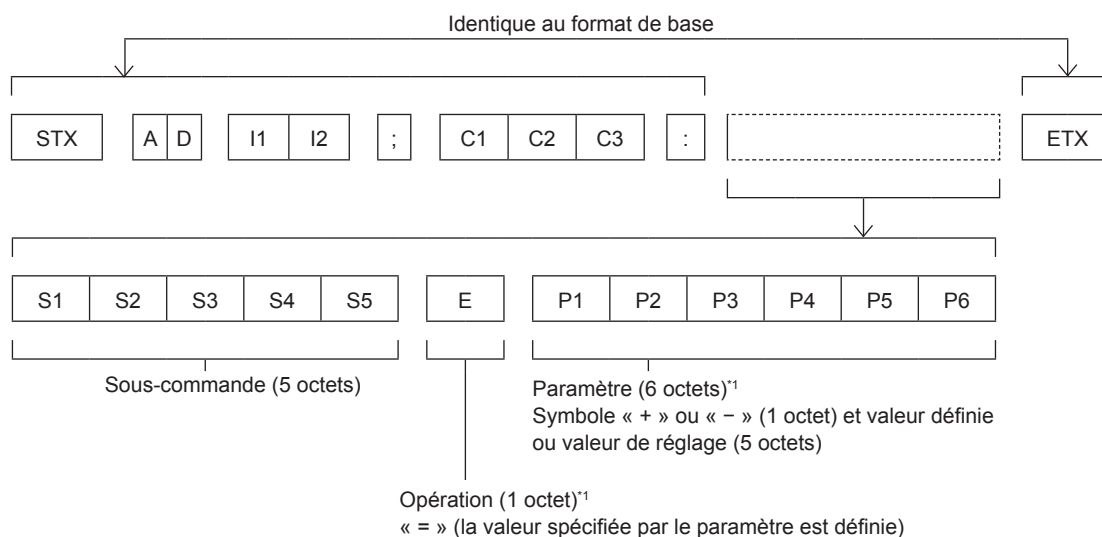 Identique au format de base
STX A D I1 I2 ; C1 C2 C3 : ETX
S1 S2 S3 S4 S5 E P1 P2 P3 P4 P5 P6
Sous-commande (5 octets)
Paramètre (6 octets)*1
Symbole « + » ou « − » (1 octet) et valeur définie
ou valeur de réglage (5 octets)
Opération (1 octet)*1
« = » (la valeur spécifiée par le paramètre est définie)